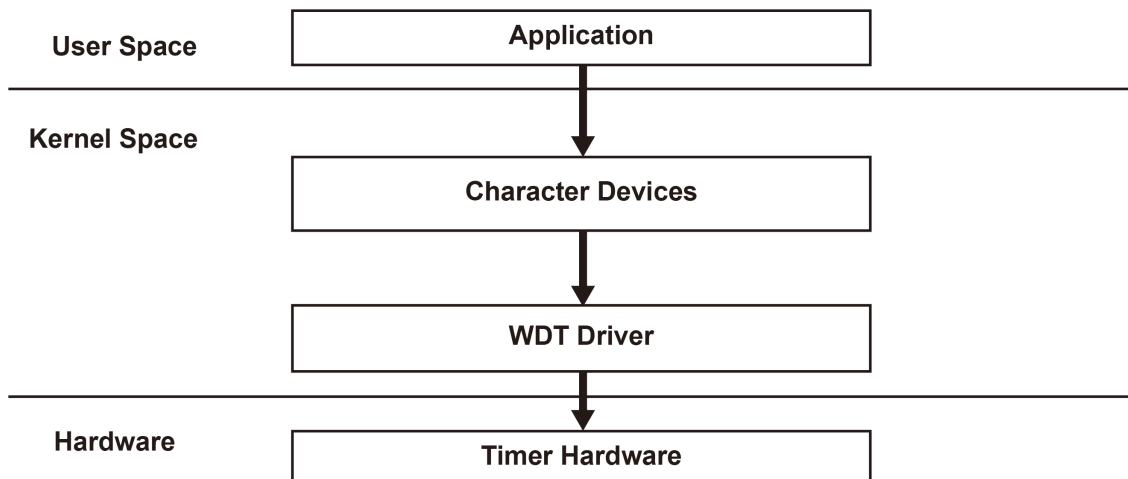 User Space
Application
Kernel Space
Character Devices
WDT Driver
Hardware
Timer Hardware